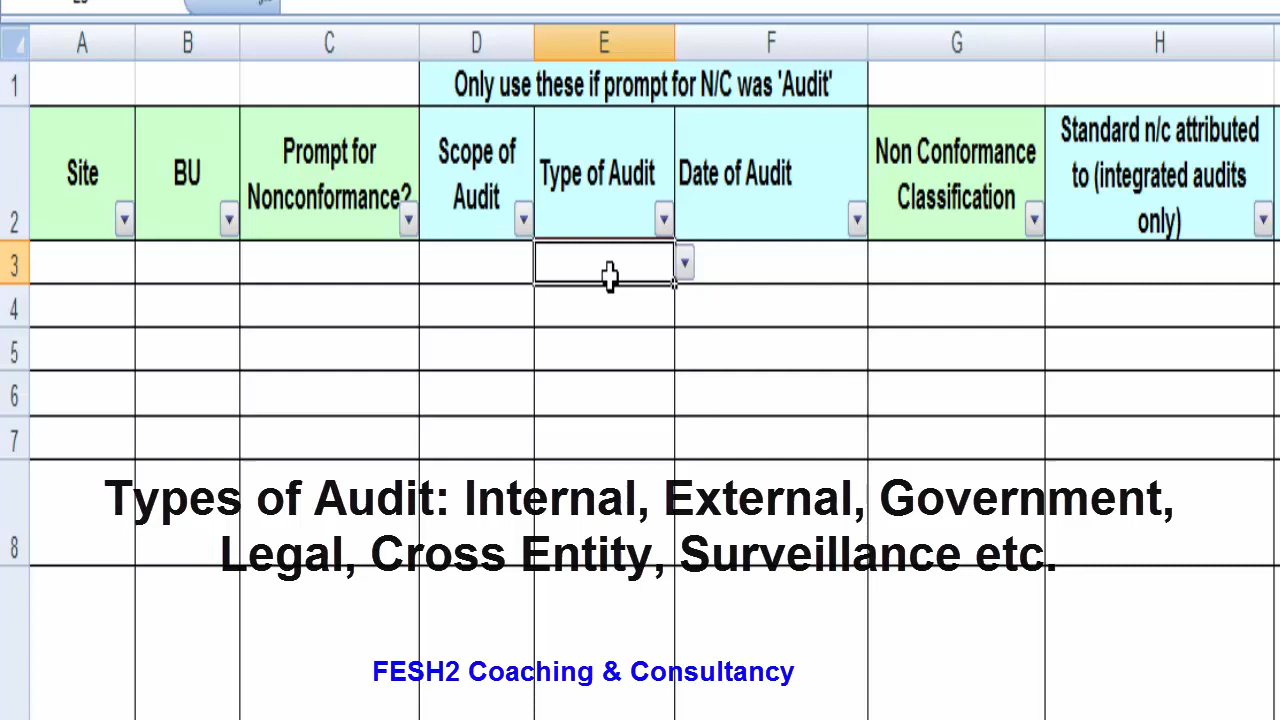 A B C D E F G H
1 Only use these if prompt for N/C was 'Audit'
Prompt for
Nonconformance?
Site
BU
Scope of
Audit
Type of Audit
Date of Audit
Non Conformance
Classification
Standard n/c attributed
to (integrated audits
only)
2
3
4
5
6
7
Types of Audit: Internal, External, Government,
Legal, Cross Entity, Surveillance etc.
8
FESH2 Coaching & Consultancy